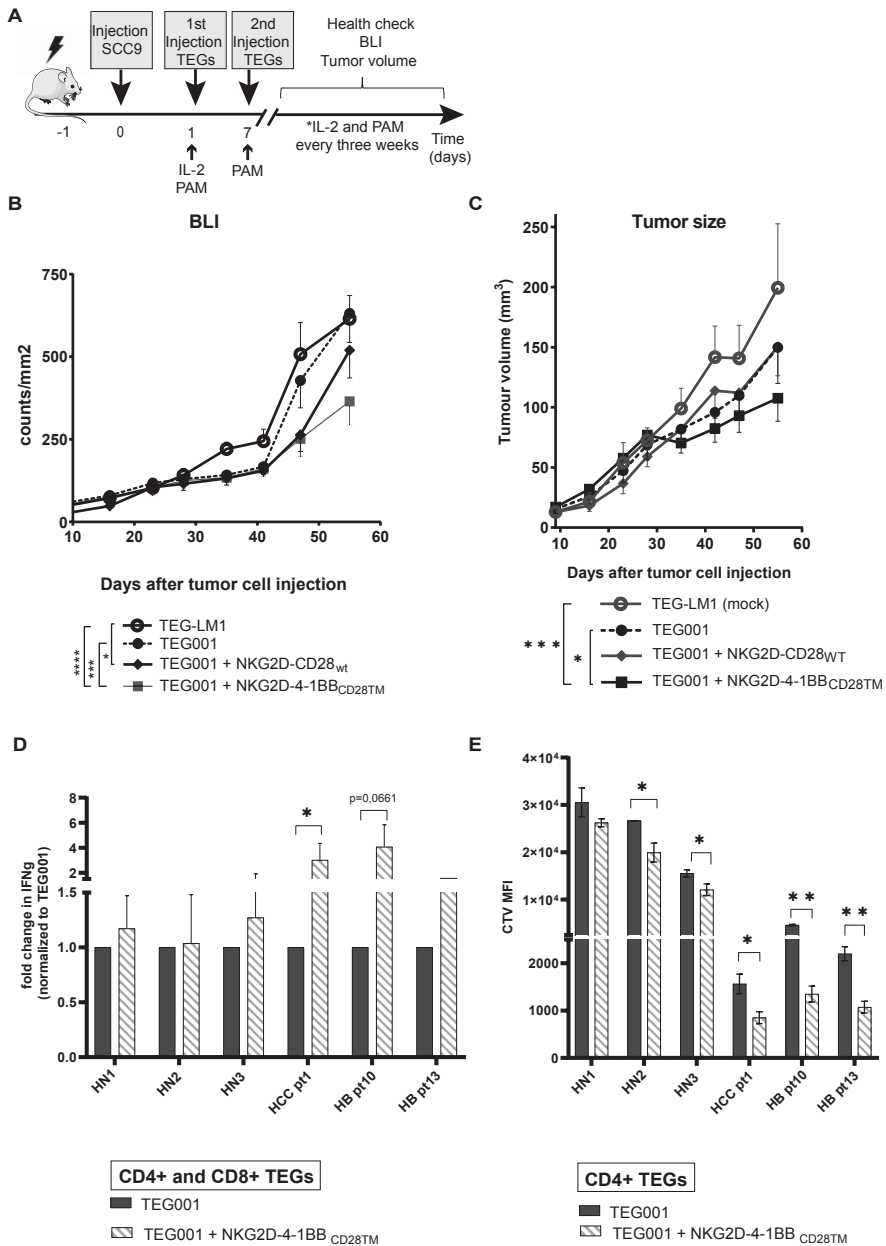 A
Injection
SCC9
1st
Injection
TEGs
2nd
Injection
TEGs
Health check
BLI
Tumor volume
-1
0
1
7
*IL-2 and PAM
every three weeks
Time
(days)
IL-2
PAM
PAM
B
BLI
750
500
250
0
counts/mm2
10 20 30 40 50 60
Days after tumor cell injection
TEG-LM1
TEG001
TEG001 + NKG2D-CD28wt
TEG001 + NKG2D-4-1BBCD28TM
****
***
*
*
C
Tumor size
250
200
150
100
50
0
Tumour volume (mm3)
10 20 30 40 50 60
Days after tumor cell injection
TEG-LM1 (mock)
TEG001
TEG001 + NKG2D-CD28WT
TEG001 + NKG2D-4-1BBCD28TM
* * *
*
D
fold change in IFNg
(normalized to TEG001)
8
6
4
2
1.5
1.0
0.5
0.0
*
p=0,0661
HN1
HN2
HN3
HCC pt1
HB pt10
HB pt13
CD4+ and CD8+ TEGs
TEG001
TEG001 + NKG2D-4-1BB CD28TM
E
CTV MFI
4×10⁴
3×10⁴
2×10⁴
1×10⁴
2000
1000
0
*
*
*
* *
* *
HN1
HN2
HN3
HCC pt1
HB pt10
HB pt13
CD4+ TEGs
TEG001
TEG001 + NKG2D-4-1BB CD28TM